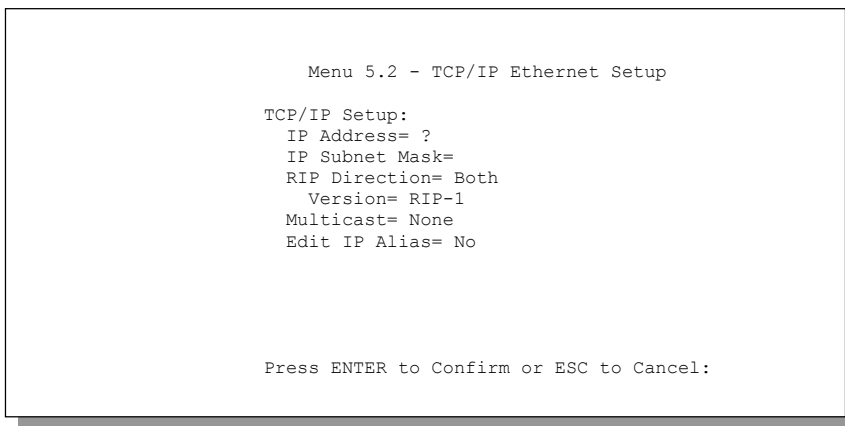 Menu 5.2 - TCP/IP Ethernet Setup
TCP/IP Setup:
IP Address= ?
IP Subnet Mask=
RIP Direction= Both
Version= RIP-1
Multicast= None
Edit IP Alias= No
Press ENTER to Confirm or ESC to Cancel: